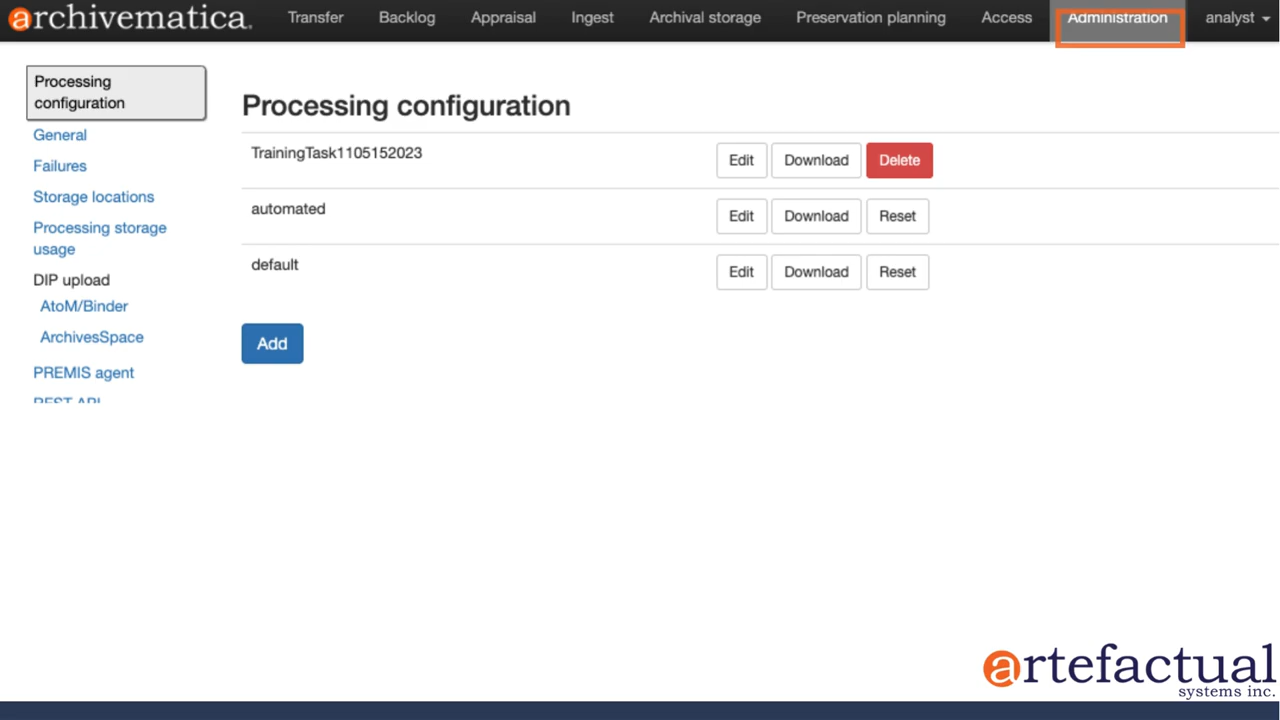 archivematica.
Transfer Backlog Appraisal Ingest Archival storage Preservation planning Access Administration analyst
Processing
configuration
General
Failures
Storage locations
Processing storage
usage
DIP upload
AtoM/Binder
ArchivesSpace
PREMIS agent
REST API
Processing configuration
TrainingTask1105152023 Edit Download Delete
automated Edit Download Reset
default Edit Download Reset
Add
artefactual
systems inc.